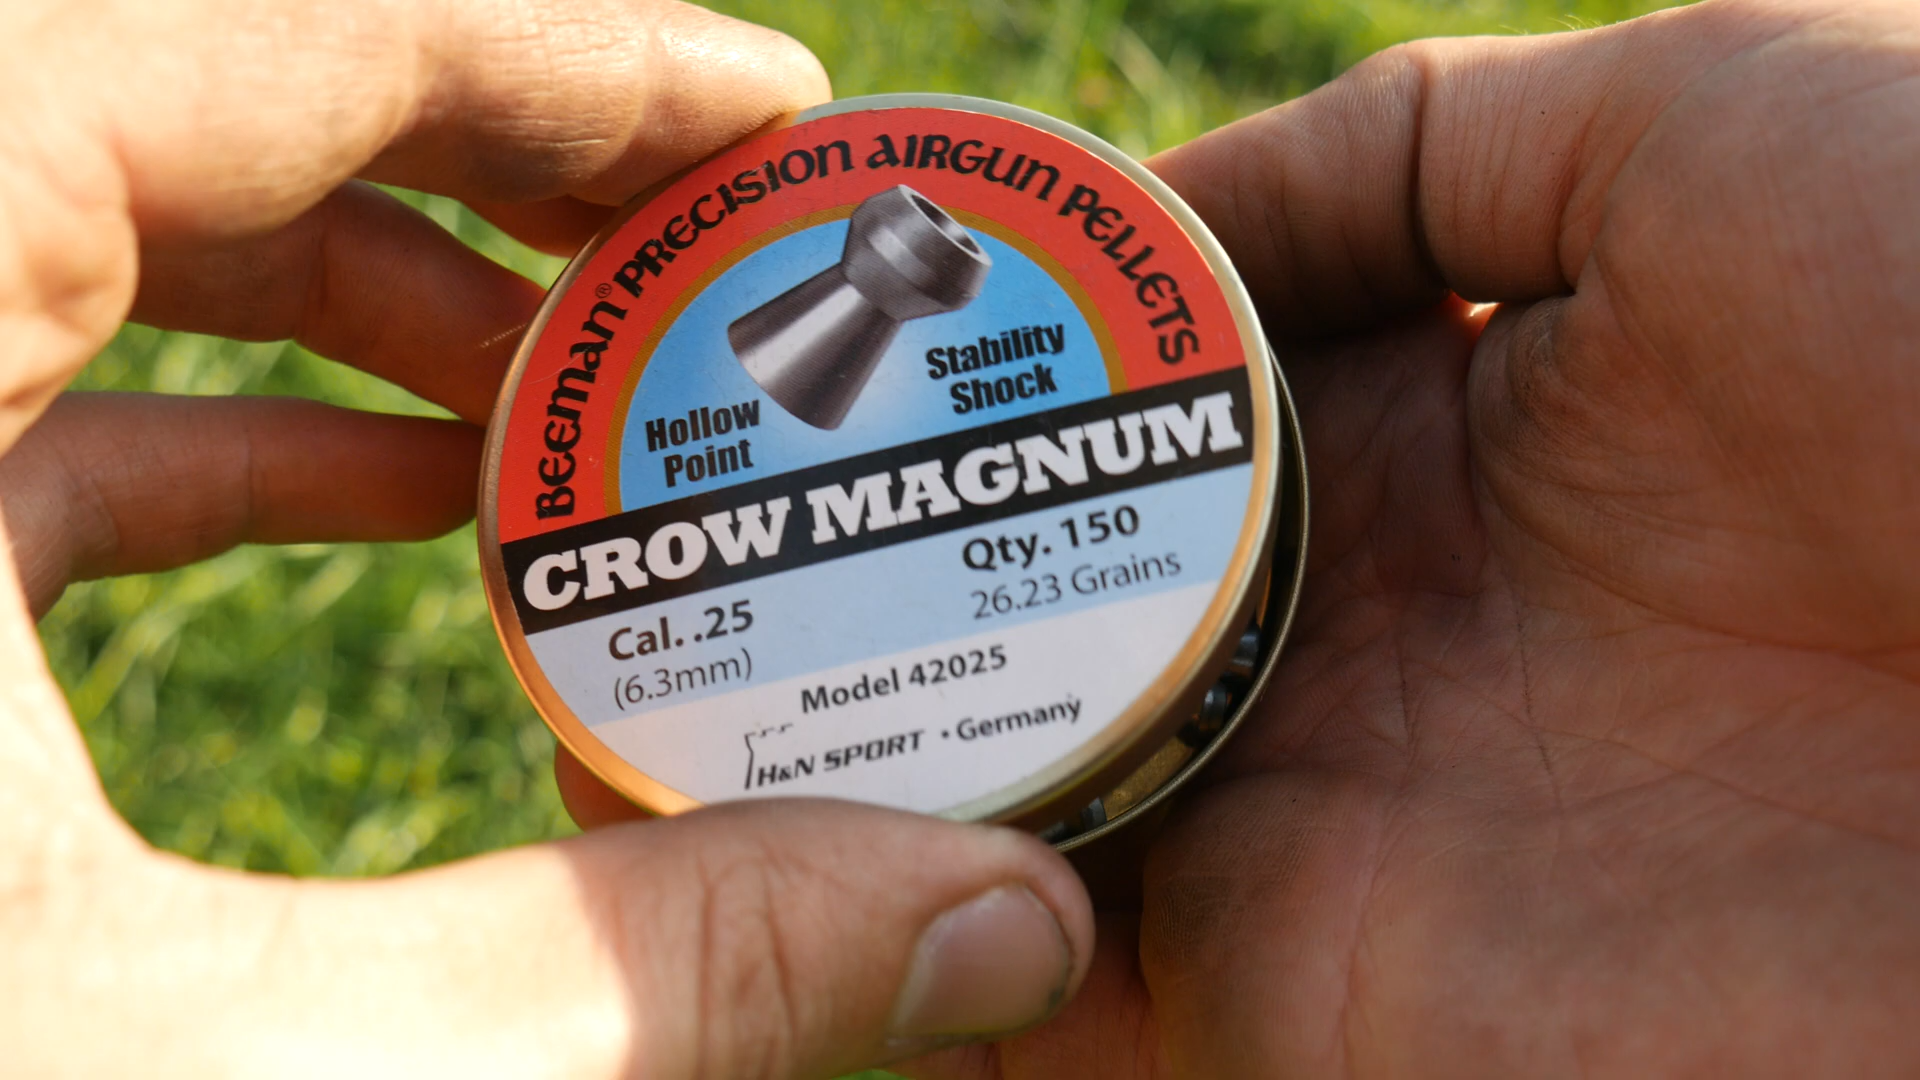 BEEMAN® PRECISION AIRGUN PELLETS
Hollow
Point
Stability
Shock
CROW MAGNUM
Cal. .25
(6.3mm)
Qty. 150
26.23 Grains
Model 42025
H&N SPORT • Germany